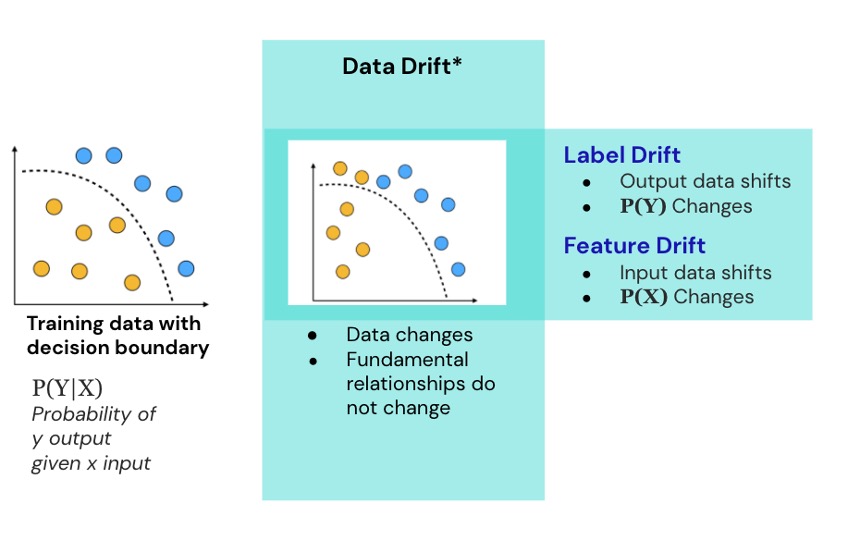 Data Drift*
Training data with
decision boundary
P(Y|X)
Probability of
y output
given x input
● Data changes
● Fundamental
relationships do
not change
Label Drift
● Output data shifts
● P(Y) Changes
Feature Drift
● Input data shifts
● P(X) Changes